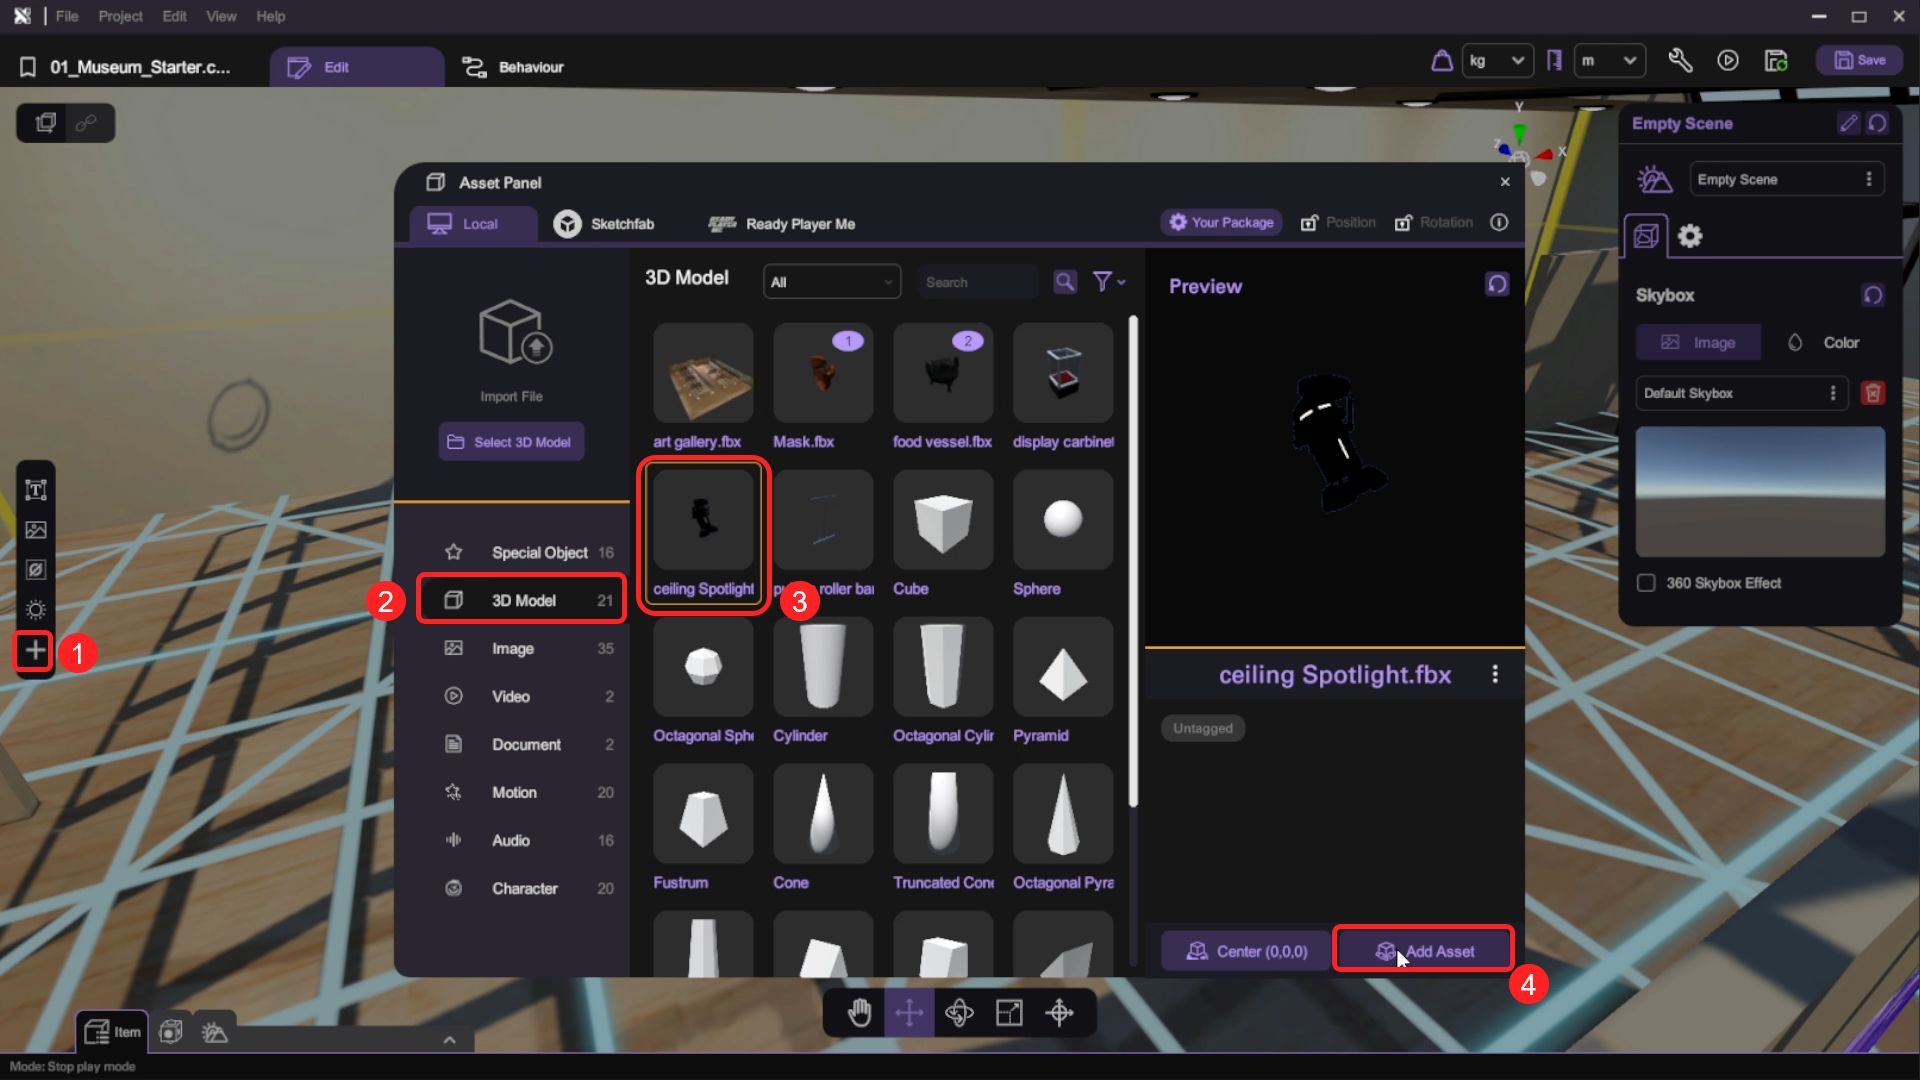 File Project Edit View Help
01_Museum_Starter.c...
Edit
Behaviour
kg
m
Save
Y
Z
X
Empty Scene
Empty Scene
Skybox
Image
Color
Default Skybox
360 Skybox Effect
Asset Panel
Local
Sketchfab
READY PLAYER ME
Ready Player Me
Your Package
Position
Rotation
Import File
Select 3D Model
Special Object 16
2
3D Model 21
Image 35
Video 2
Document 2
Motion 20
Audio 16
Character 20
1
3D Model
All
Search
1
2
art gallery.fbx
Mask.fbx
food vessel.fbx
display carbinet
ceiling Spotlight
3
roller bar
Cube
Sphere
Octagonal Sphe
Cylinder
Octagonal Cylin
Pyramid
Fustrum
Cone
Truncated Cone
Octagonal Pyra
Preview
ceiling Spotlight.fbx
Untagged
Center (0,0,0)
Add Asset
4
Item
Mode: Stop play mode